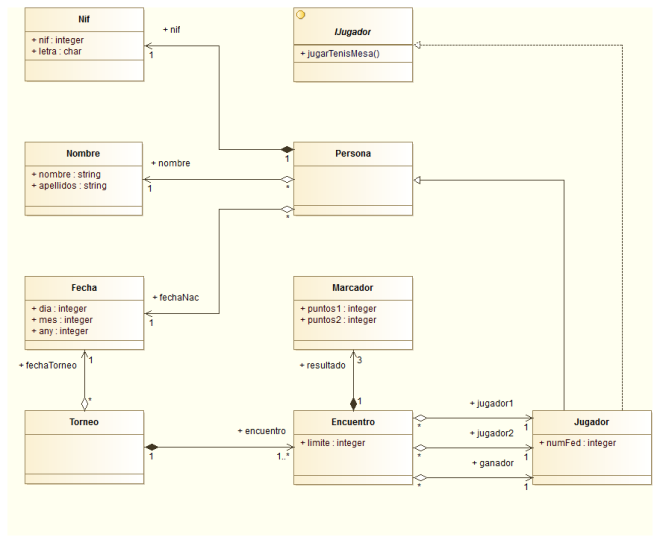 Nif
+ nif : integer
+ letra : char
+ nif
1
1
IJugador
+ jugarTenisMesa()
Nombre
+ nombre : string
+ apellidos : string
+ nombre
1
*
Persona
*
Fecha
+ dia : integer
+ mes : integer
+ any : integer
+ fechaNac
1
Marcador
+ puntos1 : integer
+ puntos2 : integer
+ fechaTorneo
1
*
+ resultado
3
1
Torneo
1
+ encuentro
1..*
Encuentro
+ limite : integer
+ jugador1
*
1
+ jugador2
*
1
+ ganador
*
1
Jugador
+ numFed : integer